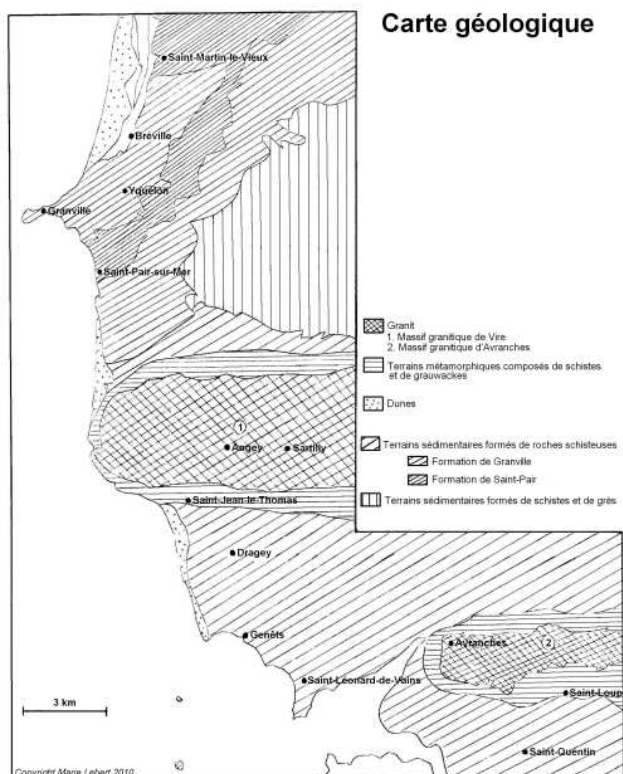 Carte géologique
Saint-Martin-le-Vieux
Bréville
Yquelon
Granville
Saint-Pair-sur-Mer
Granit
1. Massif granitique de Vire
2. Massif granitique d'Avranches
Terrains métamorphiques composés de schistes
et de grauwackes
Dunes
Terrains sédimentaires formés de roches schisteuses
Formation de Granville
Formation de Saint-Pair
Terrains sédimentaires formés de schistes et de grès
1
Angey
Sartilly
Saint-Jean-le-Thomas
Dragey
Genêts
Avranches
2
Saint-Léonard-de-Vains
Saint-Loup
3 km
Saint-Quentin
Copyright Marie Lebert 2010